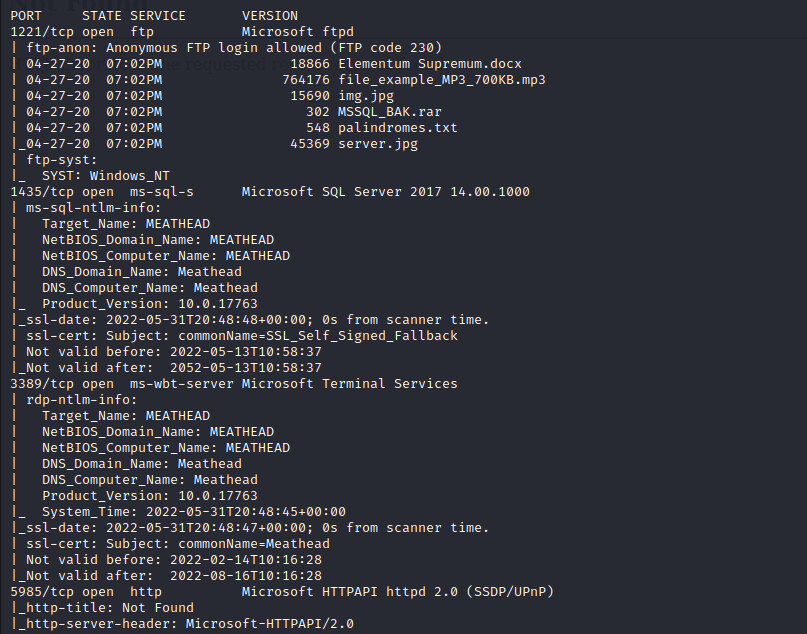 PORT     STATE SERVICE       VERSION
1221/tcp open  ftp           Microsoft ftpd
| ftp-anon: Anonymous FTP login allowed (FTP code 230)
| 04-27-20  07:02PM                18866 Elementum Supremum.docx
| 04-27-20  07:02PM               764176 file_example_MP3_700KB.mp3
| 04-27-20  07:02PM                15690 img.jpg
| 04-27-20  07:02PM                  302 MSSQL_BAK.rar
| 04-27-20  07:02PM                  548 palindromes.txt
|_04-27-20  07:02PM                45369 server.jpg
| ftp-syst:
|_  SYST: Windows_NT
1435/tcp open  ms-sql-s      Microsoft SQL Server 2017 14.00.1000
| ms-sql-ntlm-info:
|   Target_Name: MEATHEAD
|   NetBIOS_Domain_Name: MEATHEAD
|   NetBIOS_Computer_Name: MEATHEAD
|   DNS_Domain_Name: Meathead
|   DNS_Computer_Name: Meathead
|_  Product_Version: 10.0.17763
|_ssl-date: 2022-05-31T20:48:48+00:00; 0s from scanner time.
| ssl-cert: Subject: commonName=SSL_Self_Signed_Fallback
| Not valid before: 2022-05-13T10:58:37
|_Not valid after:  2052-05-13T10:58:37
3389/tcp open  ms-wbt-server Microsoft Terminal Services
| rdp-ntlm-info:
|   Target_Name: MEATHEAD
|   NetBIOS_Domain_Name: MEATHEAD
|   NetBIOS_Computer_Name: MEATHEAD
|   DNS_Domain_Name: Meathead
|   DNS_Computer_Name: Meathead
|   Product_Version: 10.0.17763
|_  System_Time: 2022-05-31T20:48:45+00:00
|_ssl-date: 2022-05-31T20:48:47+00:00; 0s from scanner time.
| ssl-cert: Subject: commonName=Meathead
| Not valid before: 2022-02-14T10:16:28
|_Not valid after:  2022-08-16T10:16:28
5985/tcp open  http          Microsoft HTTPAPI httpd 2.0 (SSDP/UPnP)
|_http-title: Not Found
|_http-server-header: Microsoft-HTTPAPI/2.0